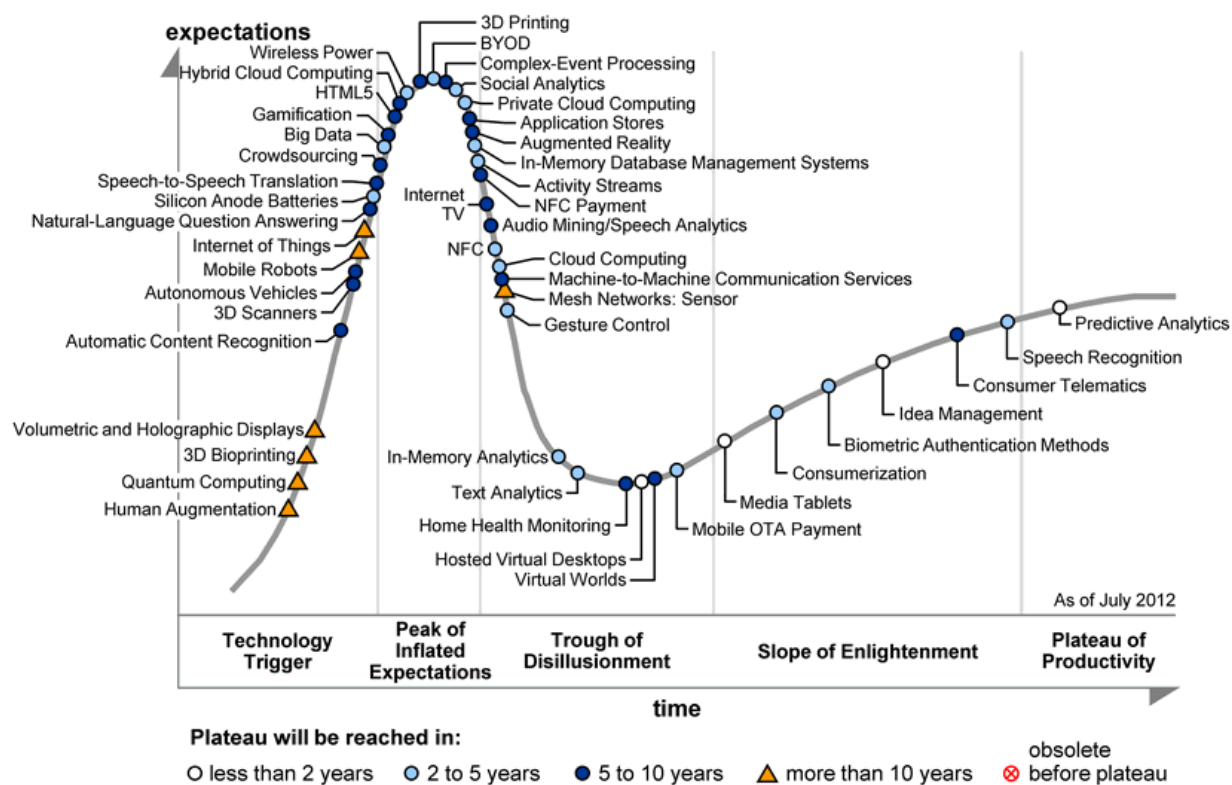 expectations
3D Printing
BYOD
Wireless Power
Complex-Event Processing
Hybrid Cloud Computing
Social Analytics
HTML5
Private Cloud Computing
Gamification
Application Stores
Big Data
Augmented Reality
Crowdsourcing
In-Memory Database Management Systems
Speech-to-Speech Translation
Activity Streams
Silicon Anode Batteries
NFC Payment
Internet
TV
Natural-Language Question Answering
Audio Mining/Speech Analytics
Internet of Things
NFC
Mobile Robots
Cloud Computing
Autonomous Vehicles
Machine-to-Machine Communication Services
3D Scanners
Mesh Networks: Sensor
Automatic Content Recognition
Gesture Control
Predictive Analytics
Speech Recognition
Consumer Telematics
Idea Management
Biometric Authentication Methods
Consumerization
Media Tablets
Mobile OTA Payment
Volumetric and Holographic Displays
3D Bioprinting
Quantum Computing
Human Augmentation
In-Memory Analytics
Text Analytics
Home Health Monitoring
Hosted Virtual Desktops
Virtual Worlds
As of July 2012
Technology
Trigger
Peak of
Inflated
Expectations
Trough of
Disillusionment
Slope of Enlightenment
Plateau of
Productivity
time
Plateau will be reached in:
less than 2 years
2 to 5 years
5 to 10 years
more than 10 years
obsolete
before plateau